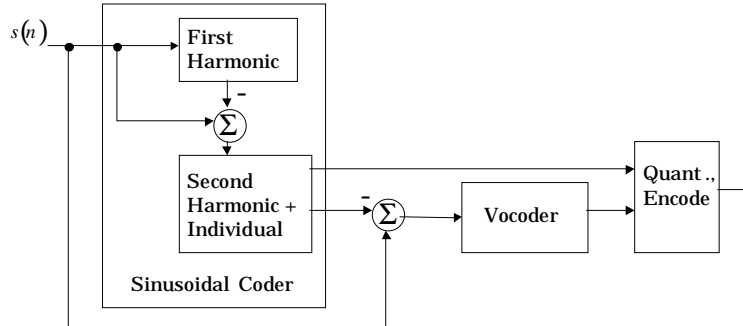 s(n)
First
Harmonic
-
Σ
Second
Harmonic +
Individual
Sinusoidal Coder
-
Σ
Vocoder
Quant.,
Encode